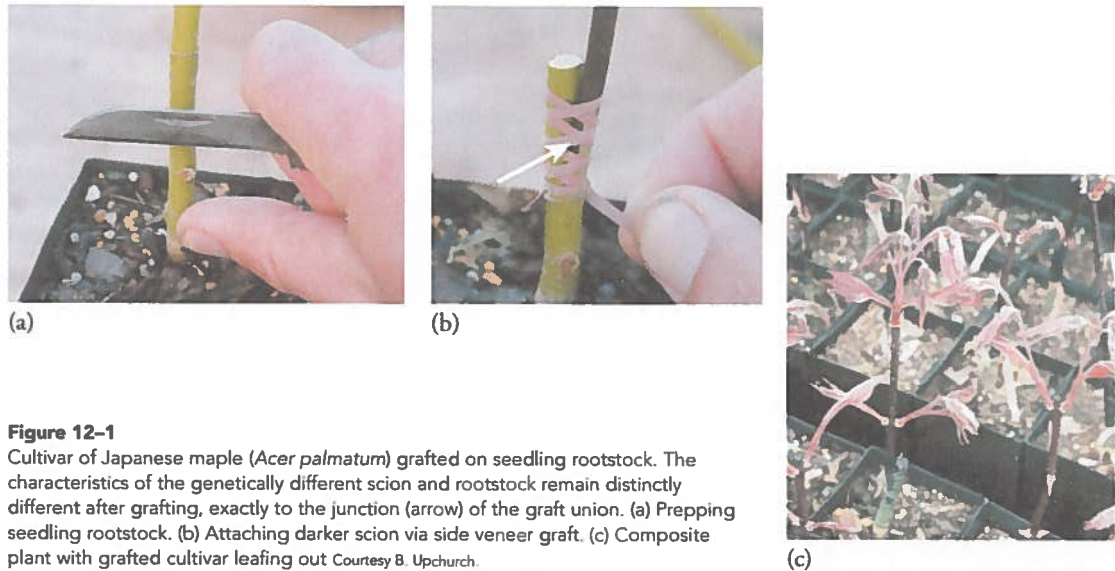 (a)
(b)
(c)
Figure 12–1
Cultivar of Japanese maple (Acer palmatum) grafted on seedling rootstock. The
characteristics of the genetically different scion and rootstock remain distinctly
different after grafting, exactly to the junction (arrow) of the graft union. (a) Prepping
seedling rootstock. (b) Attaching darker scion via side veneer graft. (c) Composite
plant with grafted cultivar leafing out Courtesy B. Upchurch.